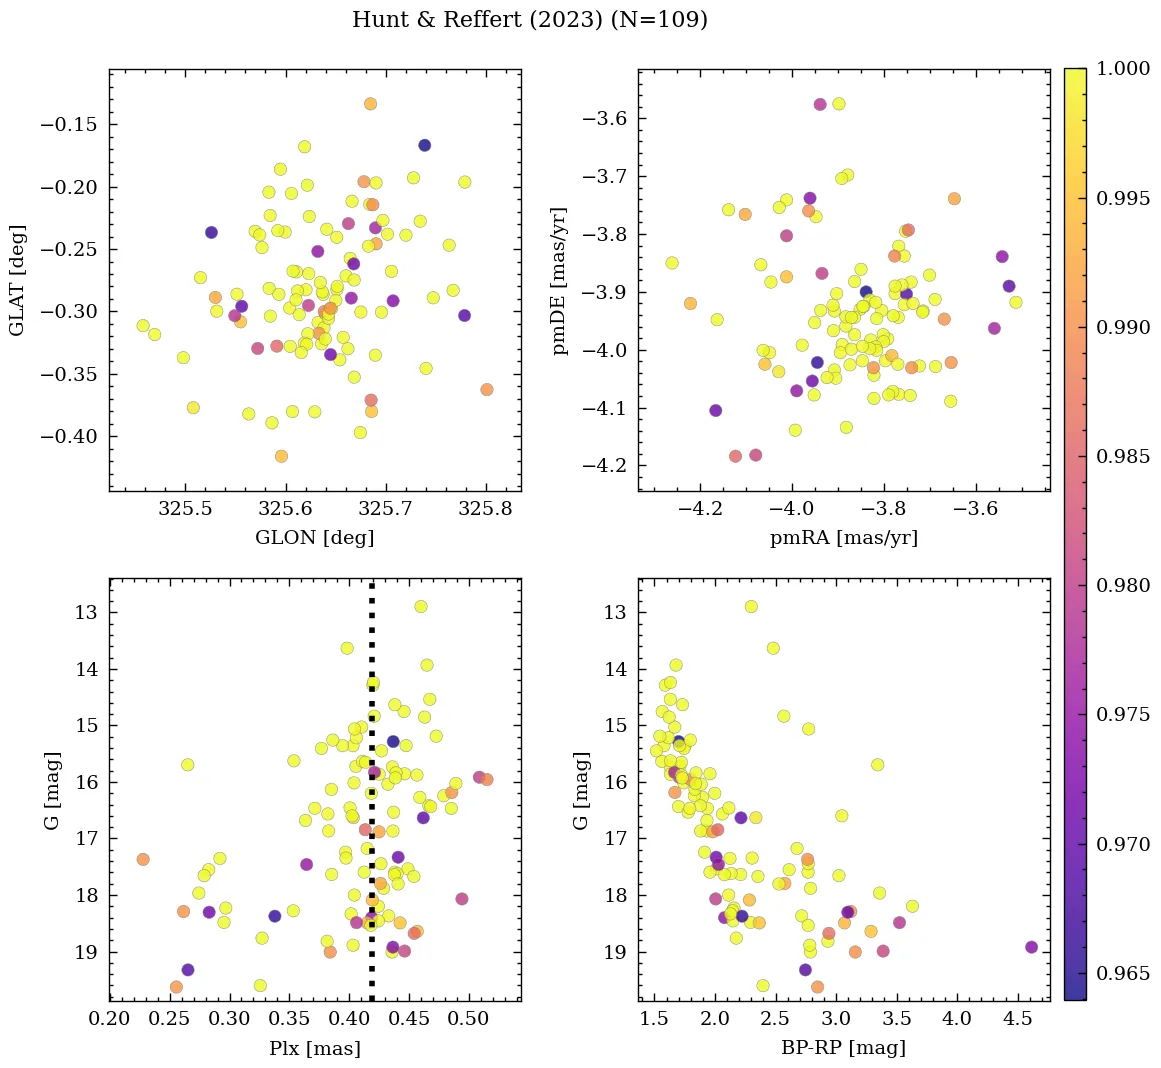 Hunt & Reffert (2023) (N=109)
−0.15
−0.20
−0.25
−0.30
−0.35
−0.40
GLAT [deg]
325.5 325.6 325.7 325.8
GLON [deg]
−3.6
−3.7
−3.8
−3.9
−4.0
−4.1
−4.2
pmDE [mas/yr]
−4.2 −4.0 −3.8 −3.6
pmRA [mas/yr]
1.000
0.995
0.990
0.985
0.980
0.975
0.970
0.965
13
14
15
16
17
18
19
G [mag]
0.20 0.25 0.30 0.35 0.40 0.45 0.50
Plx [mas]
13
14
15
16
17
18
19
G [mag]
1.5 2.0 2.5 3.0 3.5 4.0 4.5
BP-RP [mag]